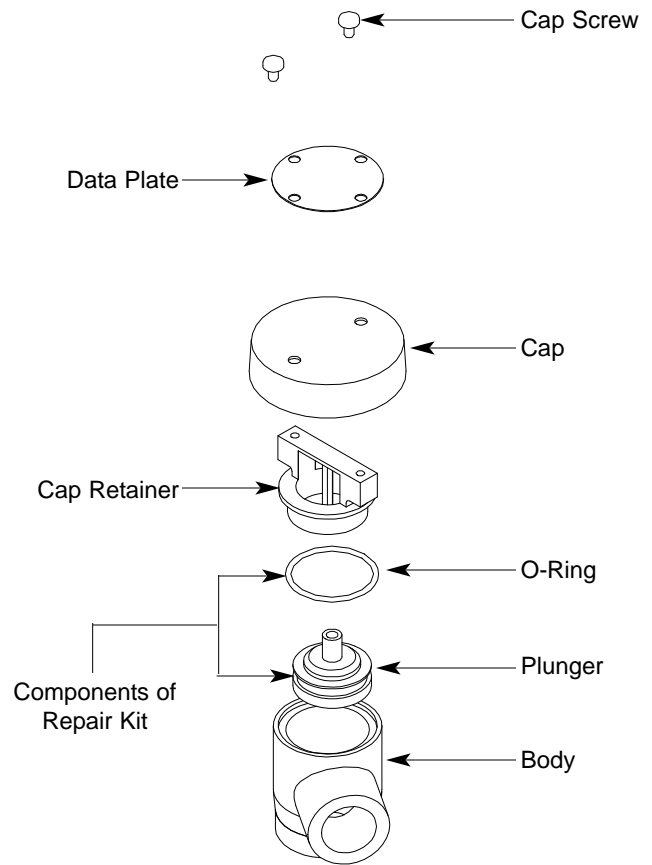 Cap Screw
Data Plate
Cap
Cap Retainer
O-Ring
Plunger
Components of
Repair Kit
Body